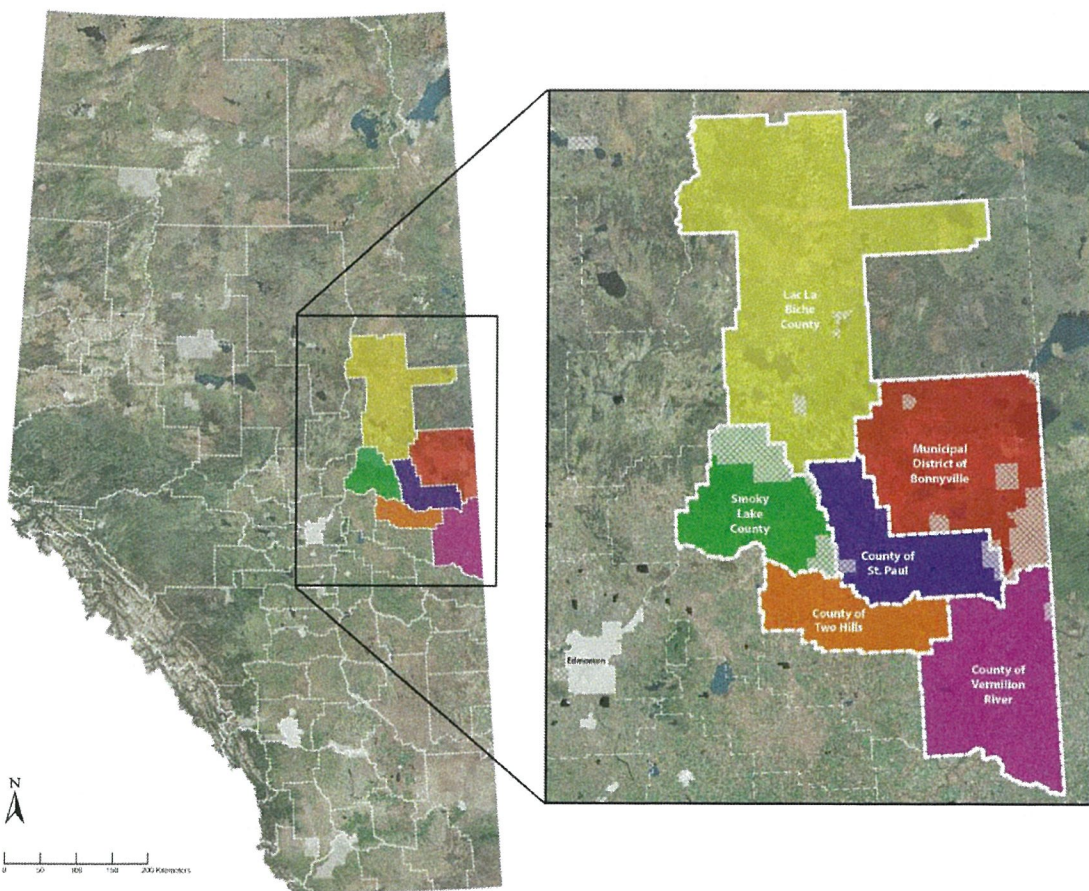 Lac La
Biche
County
Municipal
District of
Bonnyville
Smoky
Lake
County
County of
St. Paul
County of
Two Hills
Edmonton
County of
Vermilion
River
N
0 50 100 150 200 Kilometers